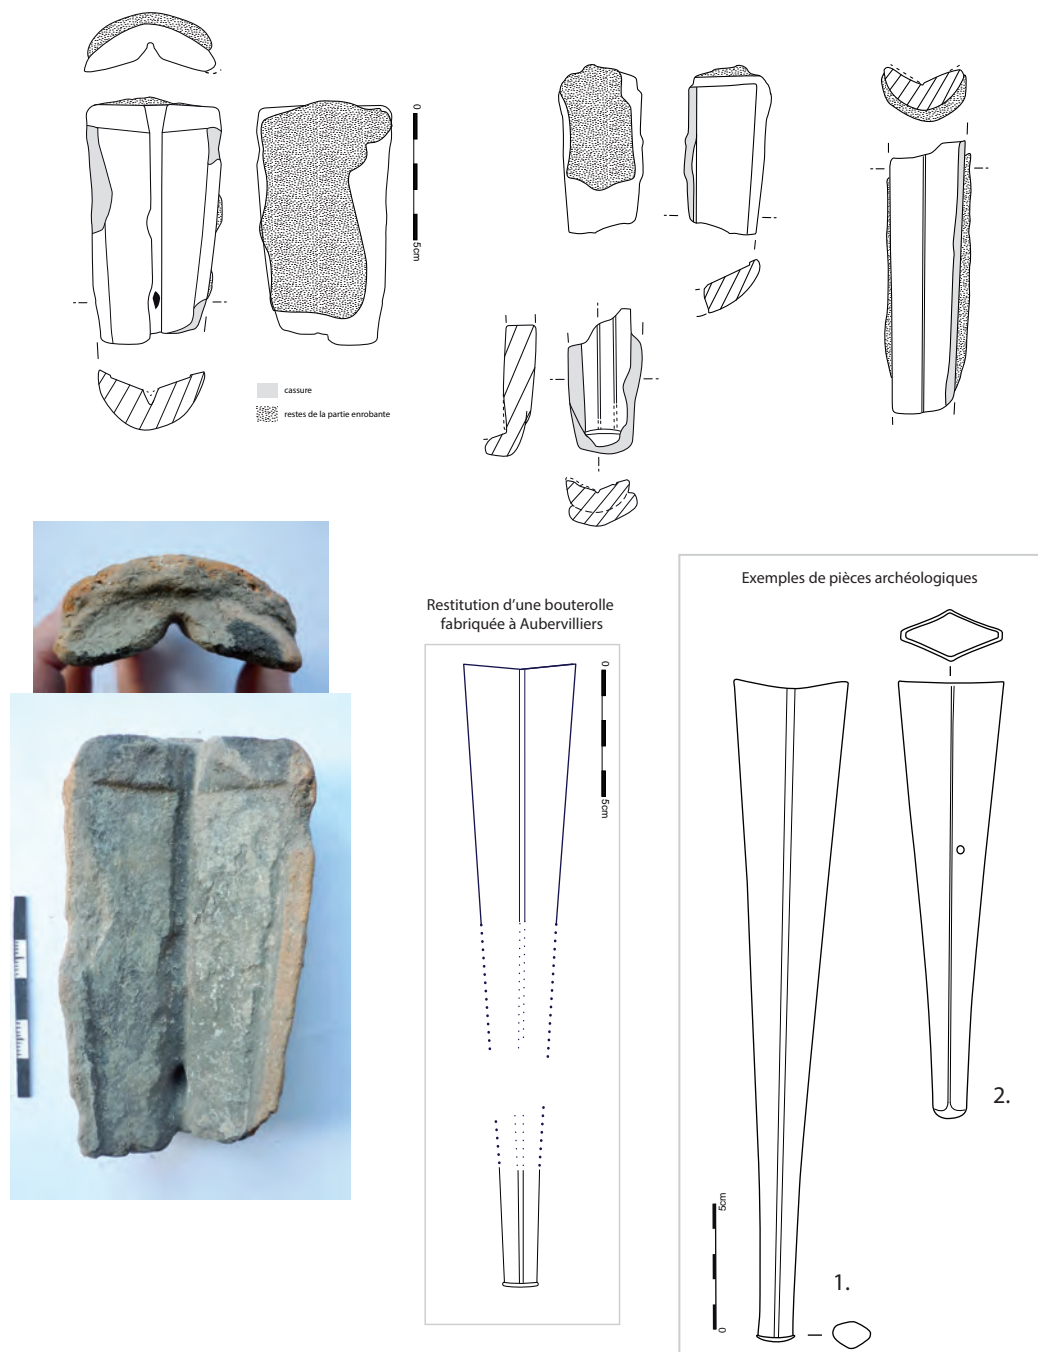 0
5cm
cassure
restes de la partie enrobante
Restitution d'une bouterolle
fabriquée à Aubervilliers
0
5cm
Exemples de pièces archéologiques
1.
2.
5cm
0